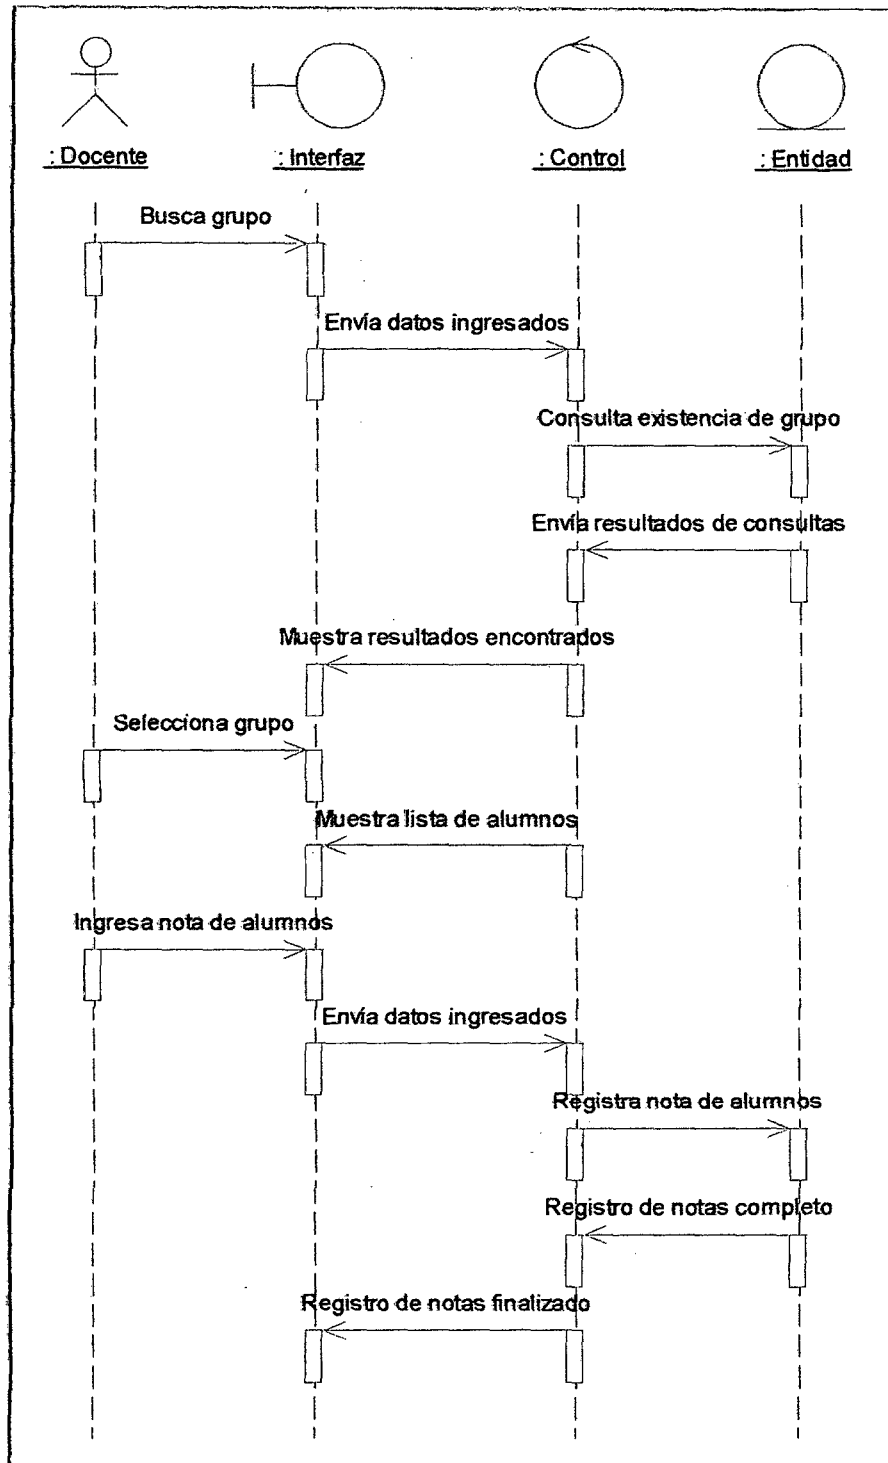 : Docente
: Interfaz
: Control
: Entidad
Busca grupo
Envía datos ingresados
Consulta existencia de grupo
Envía resultados de consultas
Muestra resultados encontrados
Selecciona grupo
Muestra lista de alumnos
Ingresa nota de alumnos
Envía datos ingresados
Registra nota de alumnos
Registro de notas completo
Registro de notas finalizado